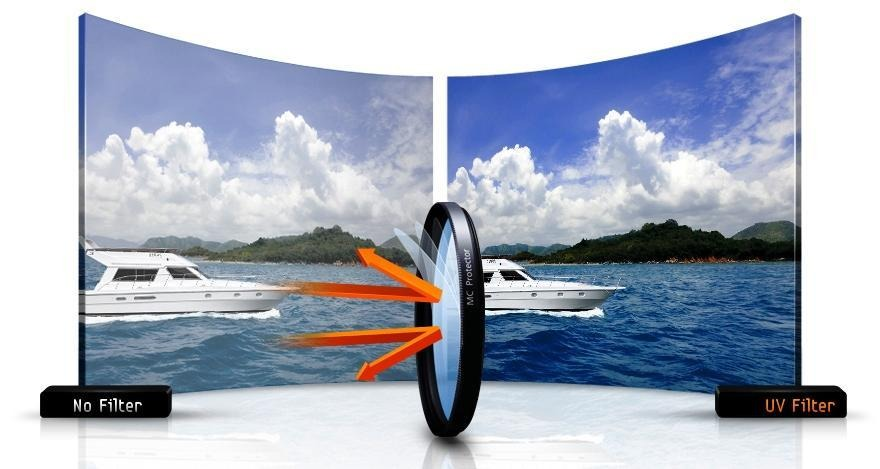 MC Protector
No Filter
UV Filter